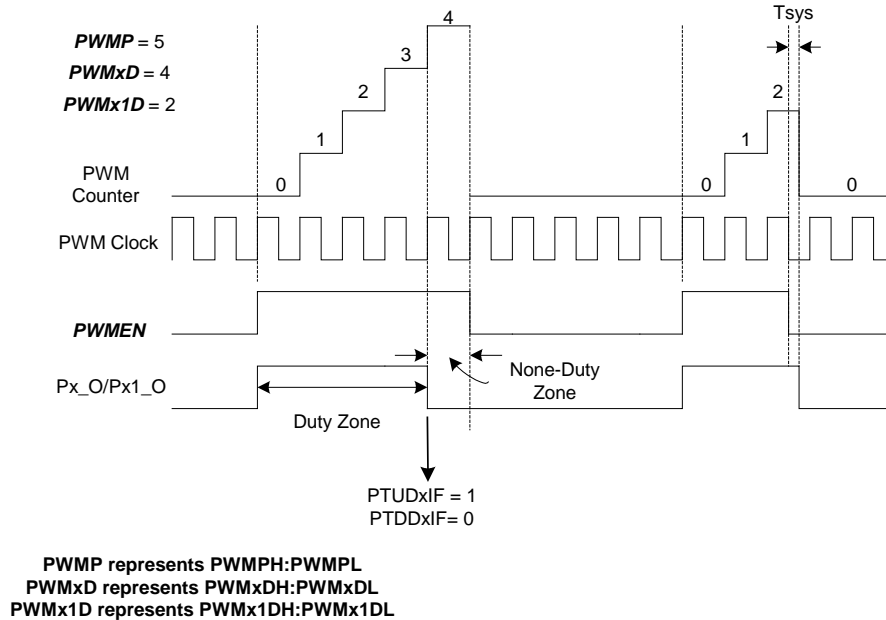 Tsys
4
PWMP = 5
3
PWMxD = 4
2
2
PWMx1D = 2
1
1
PWM
Counter
0
0
0
PWM Clock
PWMEN
None-Duty
Zone
Px_O/Px1_O
Duty Zone
PTUDxIF = 1
PTDDxIF= 0
PWMP represents PWMPH:PWMPL
PWMxD represents PWMxDH:PWMxDL
PWMx1D represents PWMx1DH:PWMx1DL